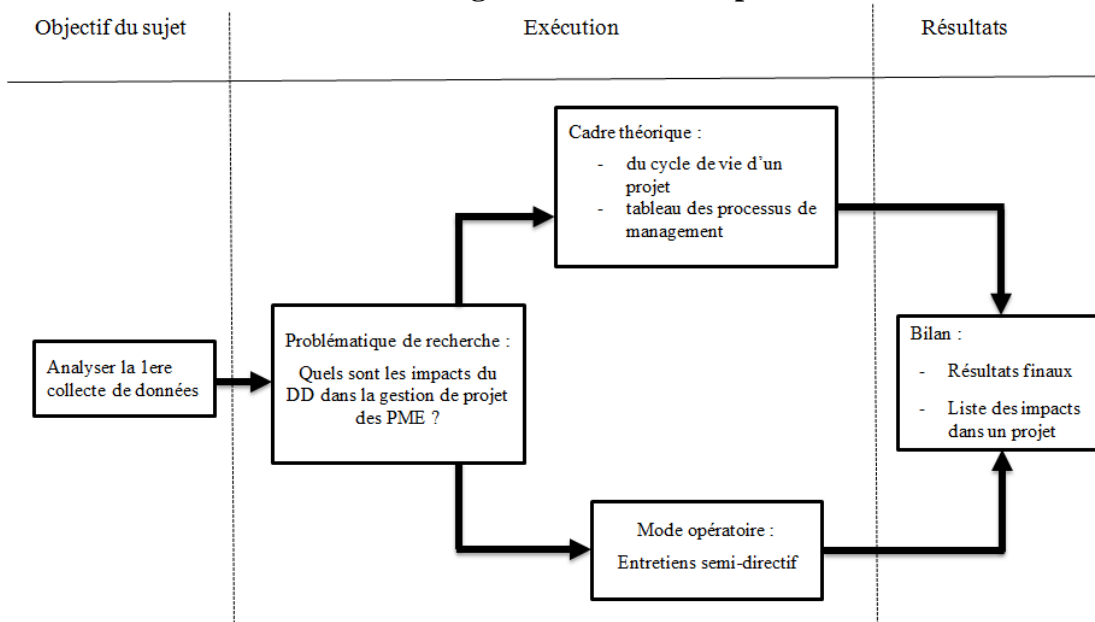 Objectif du sujet
Exécution
Résultats
Cadre théorique :
- du cycle de vie d'un
projet
- tableau des processus de
management
Problématique de recherche :
Quels sont les impacts du
DD dans la gestion de projet
des PME ?
Analyser la 1ere
collecte de données
Bilan :
- Résultats finaux
- Liste des impacts
dans un projet
Mode opératoire :
Entretiens semi-directif